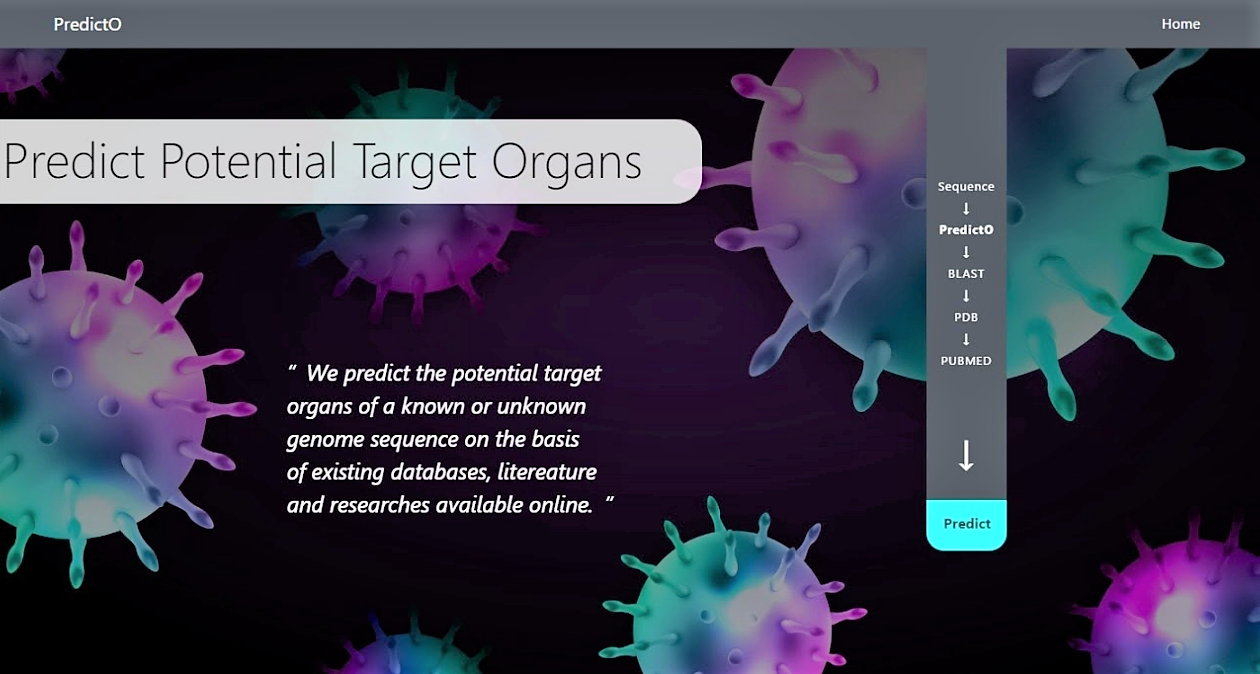 PredictO
Home
Predict Potential Target Organs
Sequence
↓
PredictO
↓
BLAST
↓
PDB
↓
PUBMED
↓
Predict
“ We predict the potential target
organs of a known or unknown
genome sequence on the basis
of existing databases, litereature
and researches available online. ”